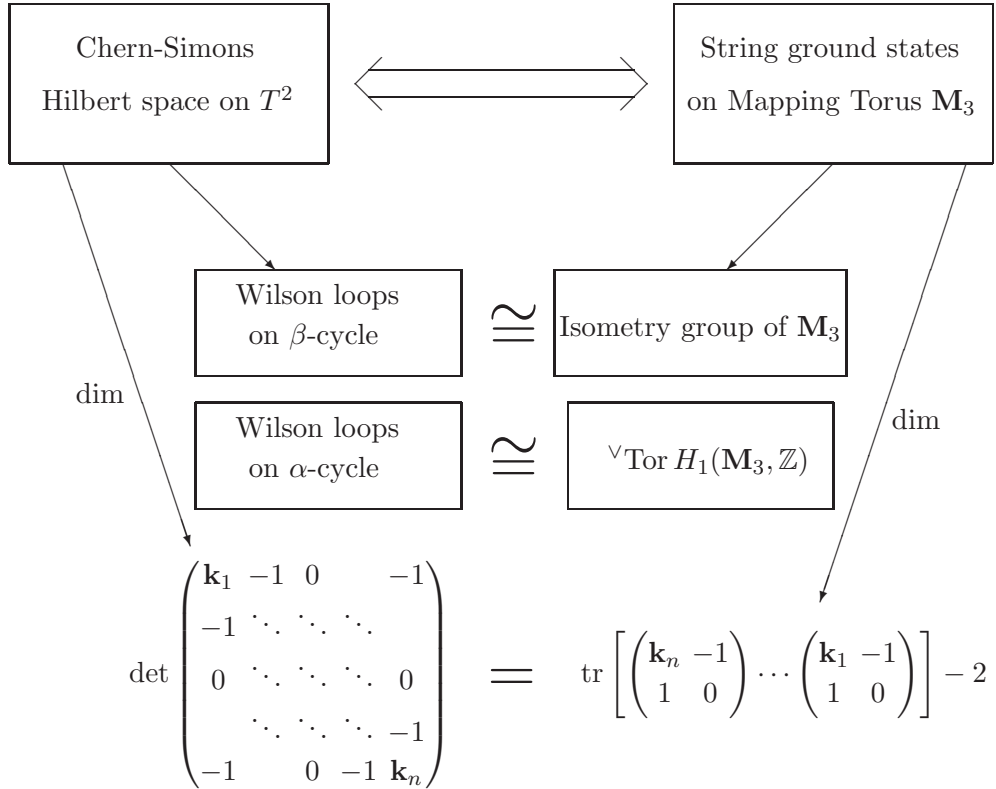 Chern-Simons
Hilbert space on T²
String ground states
on Mapping Torus M₃
Wilson loops
on β-cycle
≅
Isometry group of M₃
dim
Wilson loops
on α-cycle
≅
ᵛTor H₁(M₃, ℤ)
dim
det
k₁ −1 0 −1
−1 ⋱ ⋱ ⋱
0 ⋱ ⋱ ⋱ 0
⋱ ⋱ ⋱ −1
−1 0 −1 kₙ
=
tr [ ( kₙ −1 ) ⋯ ( k₁ −1 ) ] − 2
1 0 1 0